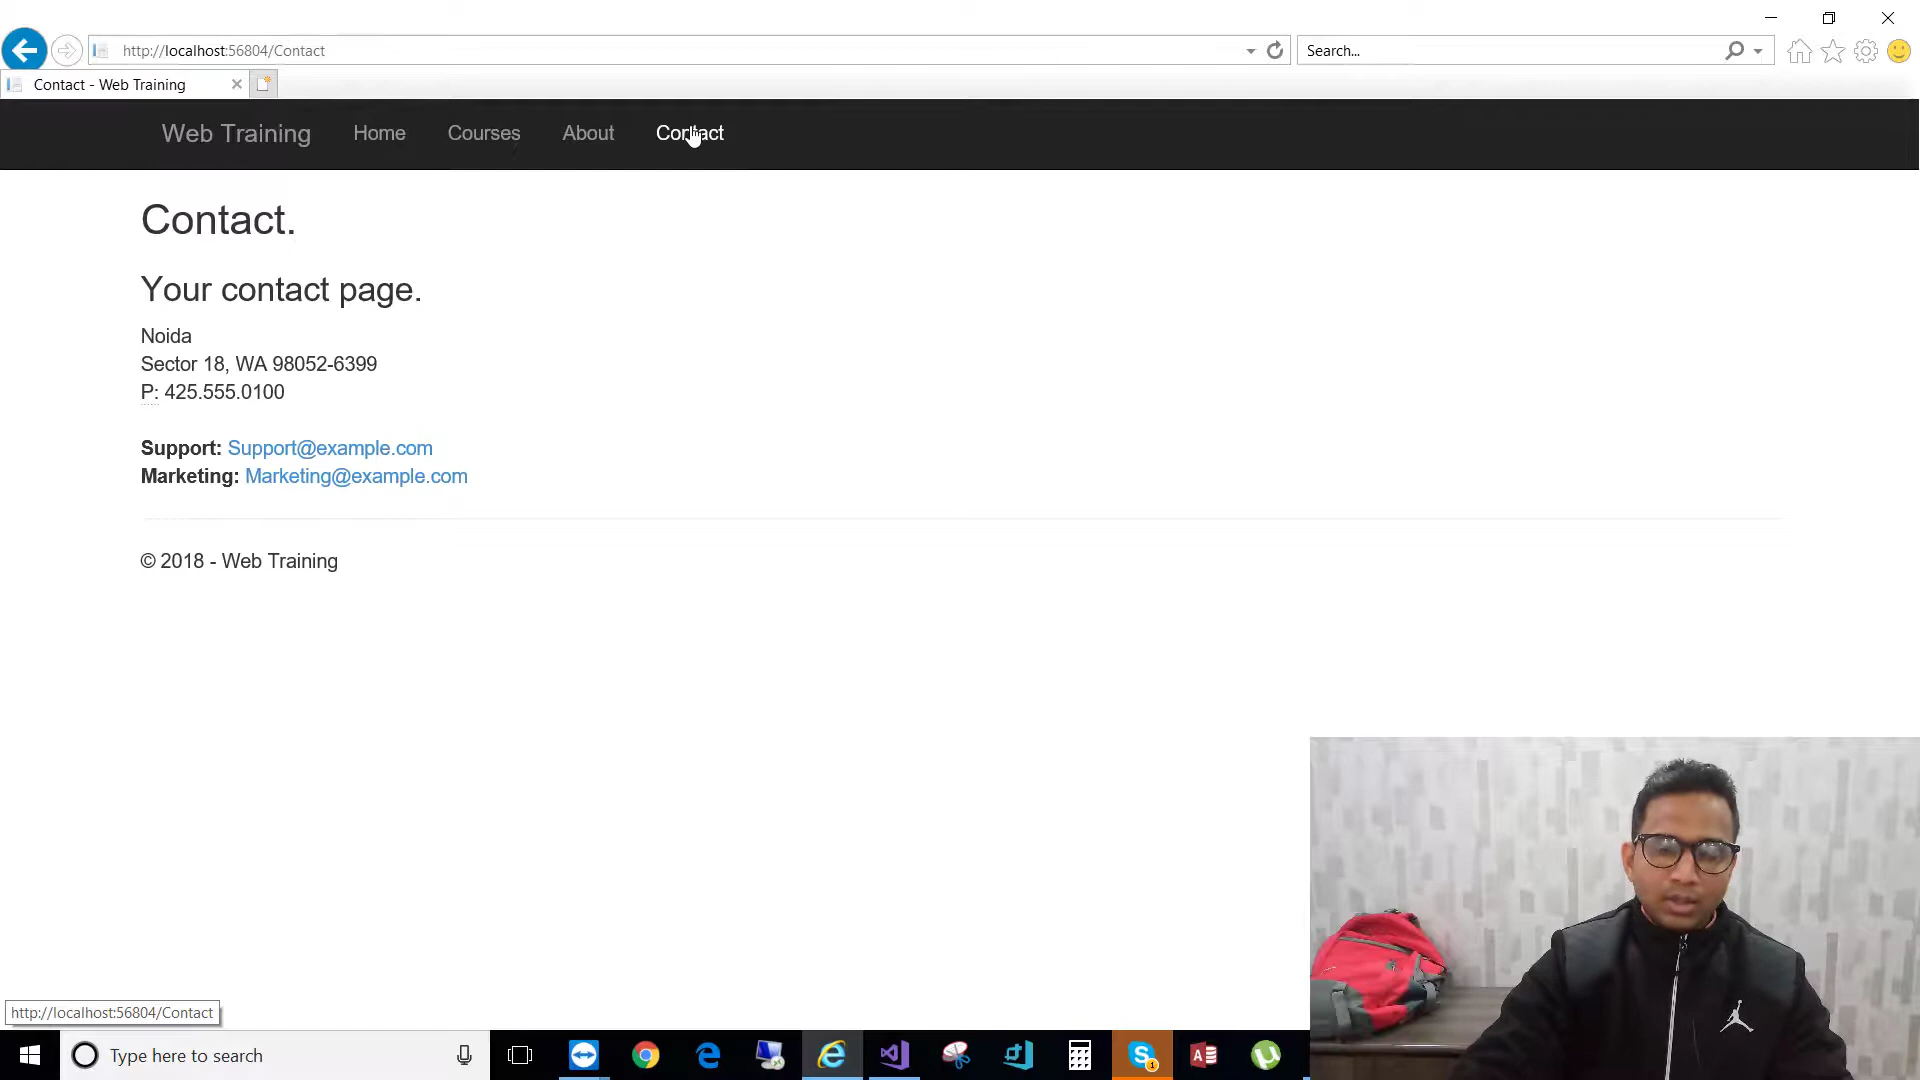 http://localhost:56804/Contact
Search...
Contact - Web Training
Web Training Home Courses About Contact
Contact.
Your contact page.
Noida
Sector 18, WA 98052-6399
P: 425.555.0100
Support: Support@example.com
Marketing: Marketing@example.com
© 2018 - Web Training
http://localhost:56804/Contact
Type here to search